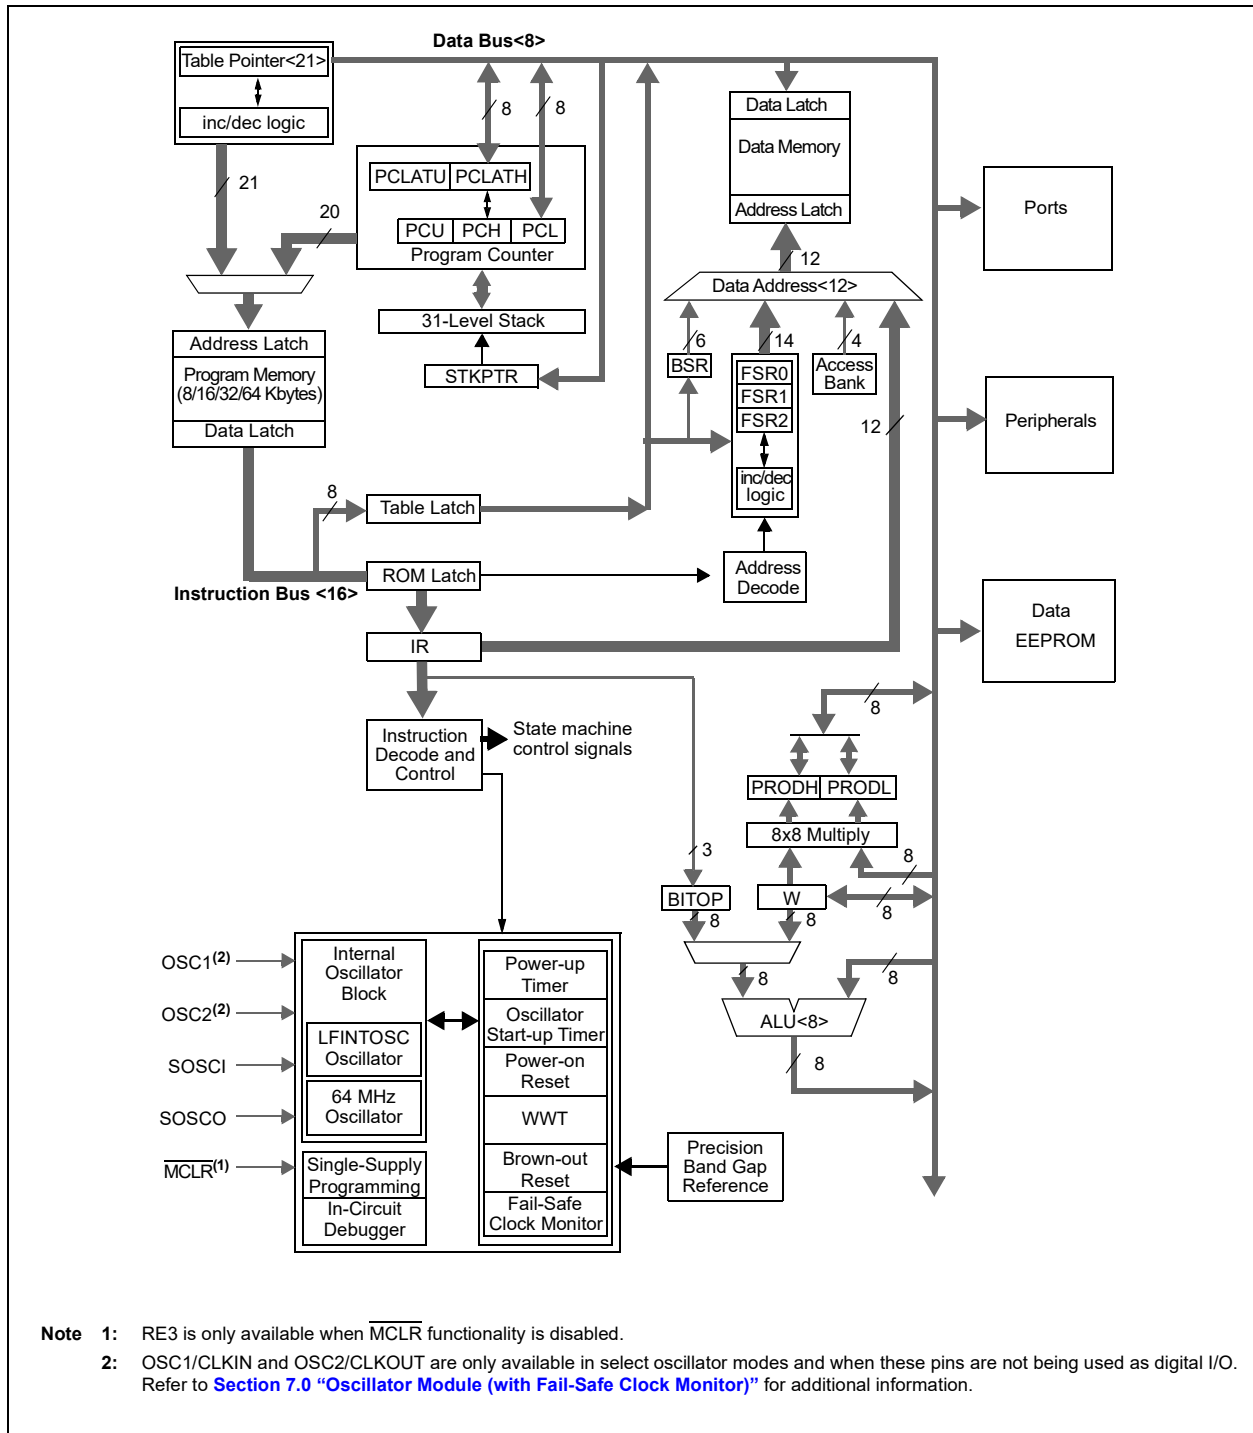 Data Bus<8>
Table Pointer<21>
inc/dec logic
21
20
8
8
PCLATU PCLATH
PCU PCH PCL
Program Counter
31-Level Stack
STKPTR
Data Latch
Data Memory
Address Latch
12
Data Address<12>
6
14
4
BSR
FSR0
FSR1
FSR2
inc/dec
logic
Access
Bank
12
Address
Decode
Ports
Peripherals
Data
EEPROM
Address Latch
Program Memory
(8/16/32/64 Kbytes)
Data Latch
8
Table Latch
ROM Latch
Instruction Bus <16>
IR
Instruction
Decode and
Control
State machine
control signals
8
PRODH PRODL
8x8 Multiply
3
8
BITOP
W
8
8
8
8
8
ALU<8>
8
OSC1(2)
OSC2(2)
SOSCI
SOSCO
MCLR(1)
Internal
Oscillator
Block
LFINTOSC
Oscillator
64 MHz
Oscillator
Single-Supply
Programming
In-Circuit
Debugger
Power-up
Timer
Oscillator
Start-up Timer
Power-on
Reset
WWT
Brown-out
Reset
Fail-Safe
Clock Monitor
Precision
Band Gap
Reference
Note 1: RE3 is only available when MCLR functionality is disabled.
2: OSC1/CLKIN and OSC2/CLKOUT are only available in select oscillator modes and when these pins are not being used as digital I/O.
Refer to Section 7.0 “Oscillator Module (with Fail-Safe Clock Monitor)” for additional information.